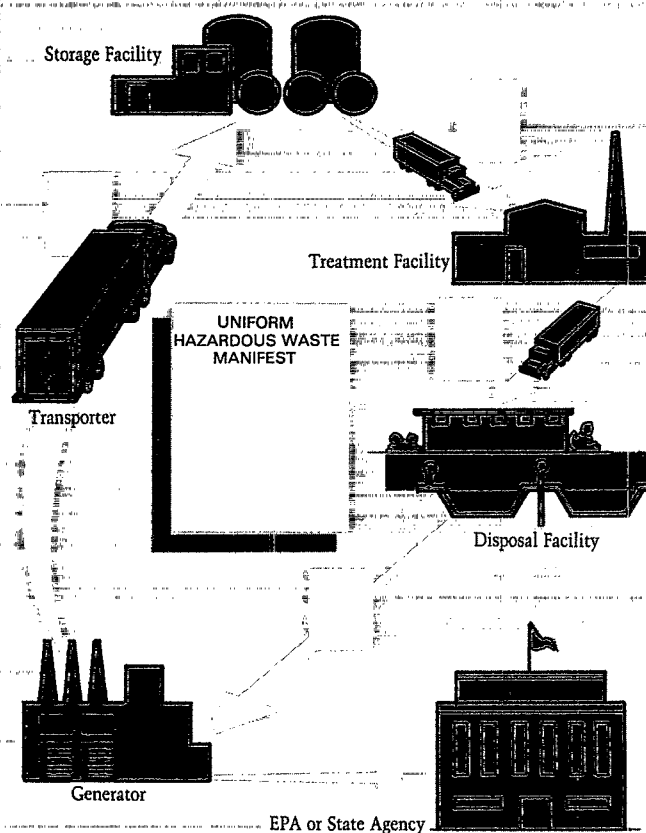 Storage Facility
Treatment Facility
UNIFORM
HAZARDOUS WASTE
MANIFEST
Transporter
Disposal Facility
Generator
EPA or State Agency